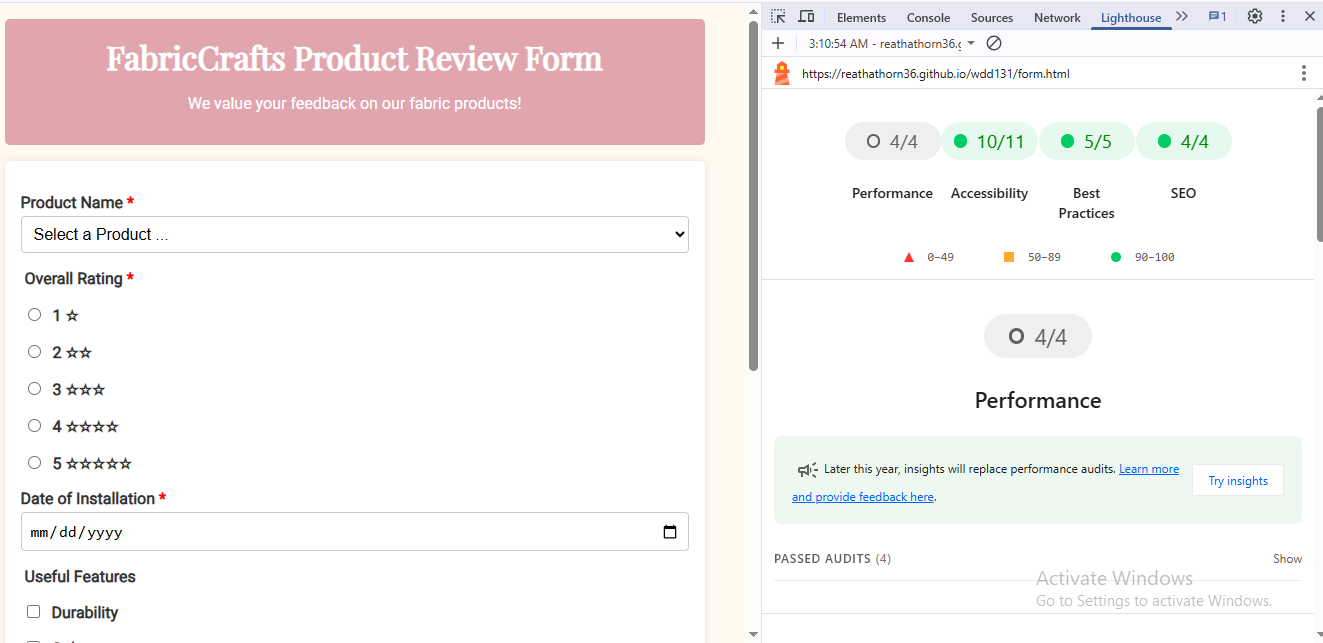 FabricCrafts Product Review Form
We value your feedback on our fabric products!
Product Name *
Select a Product ...
Overall Rating *
1 ☆
2 ☆☆
3 ☆☆☆
4 ☆☆☆☆
5 ☆☆☆☆☆
Date of Installation *
mm/dd/yyyy
Useful Features
Durability
Elements Console Sources Network Lighthouse 1
3:10:54 AM - reathathorn36.g
https://reathathorn36.github.io/wdd131/form.html
4/4 10/11 5/5 4/4
Performance Accessibility Best Practices SEO
0–49 50–89 90–100
4/4
Performance
Later this year, insights will replace performance audits. Learn more
and provide feedback here.
Try insights
PASSED AUDITS (4) Show
Activate Windows
Go to Settings to activate Windows.